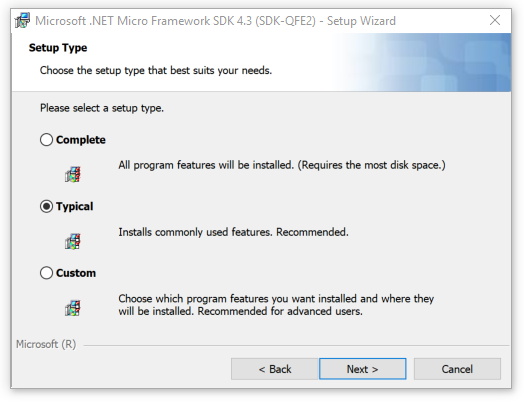 Microsoft .NET Micro Framework SDK 4.3 (SDK-QFE2) - Setup Wizard
Setup Type
Choose the setup type that best suits your needs.
Please select a setup type.
Complete
All program features will be installed. (Requires the most disk space.)
Typical
Installs commonly used features. Recommended.
Custom
Choose which program features you want installed and where they
will be installed. Recommended for advanced users.
Microsoft (R)
< Back
Next >
Cancel